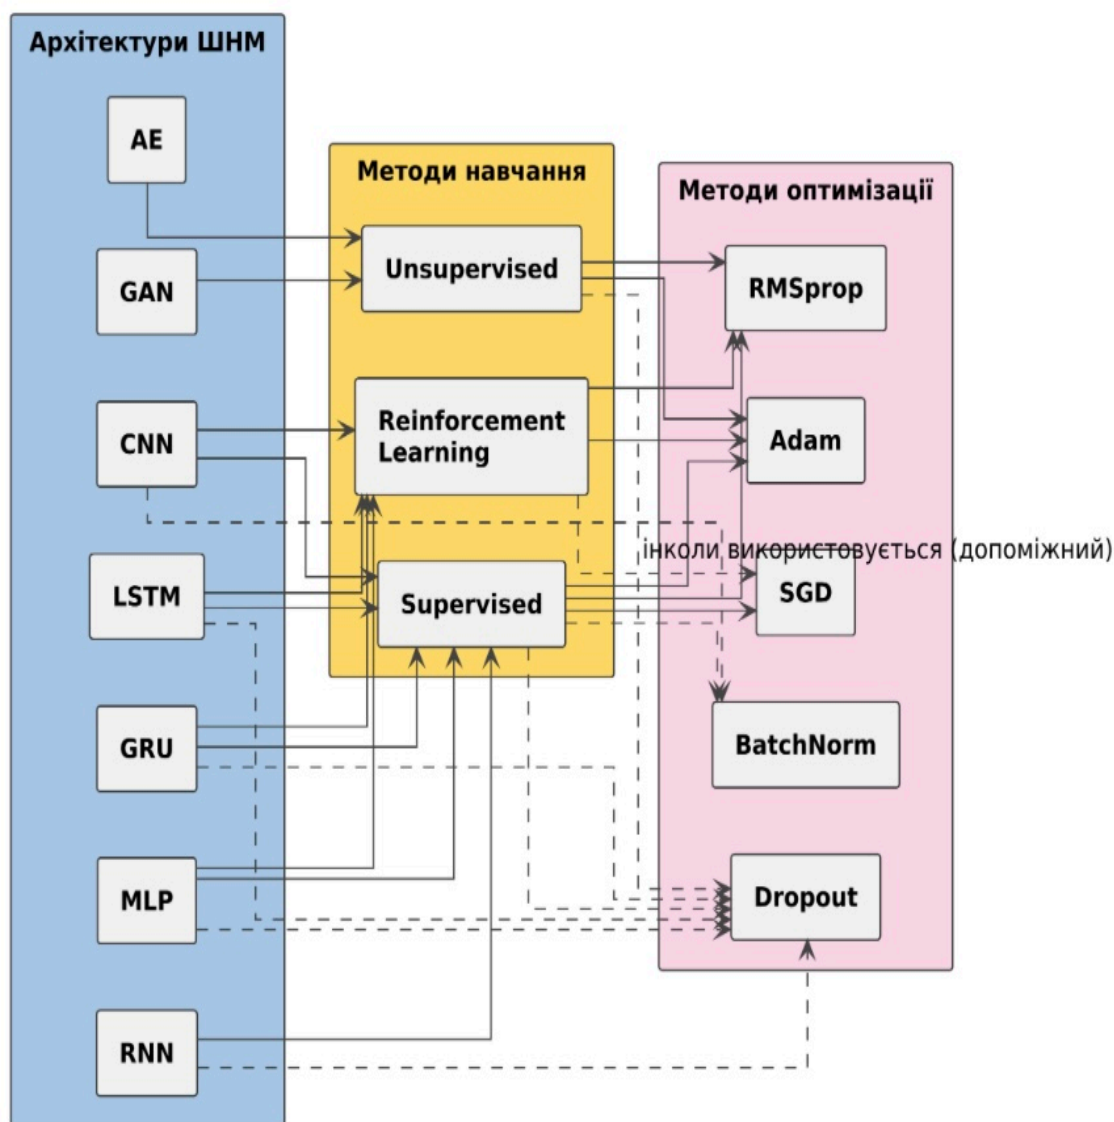 Архітектури ШНМ
AE
GAN
CNN
LSTM
GRU
MLP
RNN
Методи навчання
Unsupervised
Reinforcement
Learning
Supervised
Методи оптимізації
RMSprop
Adam
інколи використовується (допоміжний)
SGD
BatchNorm
Dropout